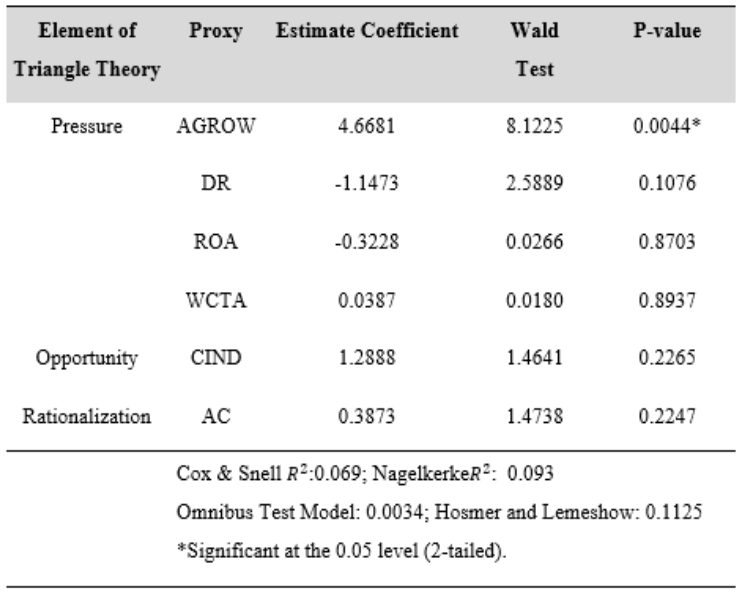 Element of Triangle Theory Proxy Estimate Coefficient Wald Test P-value
Pressure AGROW 4.6681 8.1225 0.0044*
DR -1.1473 2.5889 0.1076
ROA -0.3228 0.0266 0.8703
WCTA 0.0387 0.0180 0.8937
Opportunity CIND 1.2888 1.4641 0.2265
Rationalization AC 0.3873 1.4738 0.2247
Cox & Snell R²:0.069; NagelkerkeR²: 0.093
Omnibus Test Model: 0.0034; Hosmer and Lemeshow: 0.1125
*Significant at the 0.05 level (2-tailed).